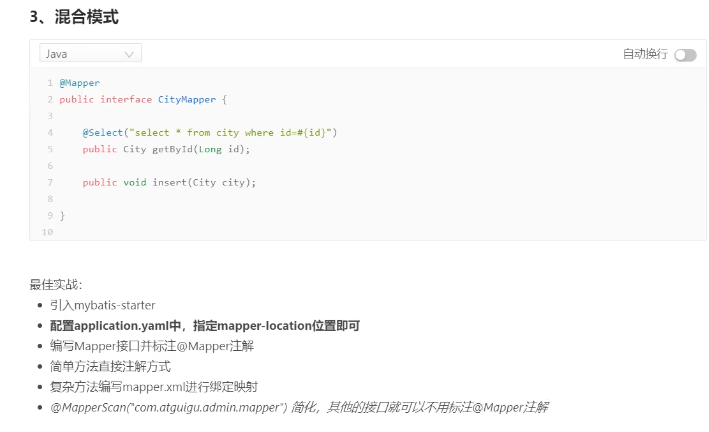 3、混合模式
Java
自动换行
1 @Mapper
2 public interface CityMapper {
3
4 @Select("select * from city where id=#{id}")
5 public City getById(Long id);
6
7 public void insert(City city);
8
9 }
10
最佳实战：
引入mybatis-starter
配置application.yaml中，指定mapper-location位置即可
编写Mapper接口并标注@Mapper注解
简单方法直接注解方式
复杂方法编写mapper.xml进行绑定映射
@MapperScan("com.atguigu.admin.mapper") 简化，其他的接口就可以不用标注@Mapper注解